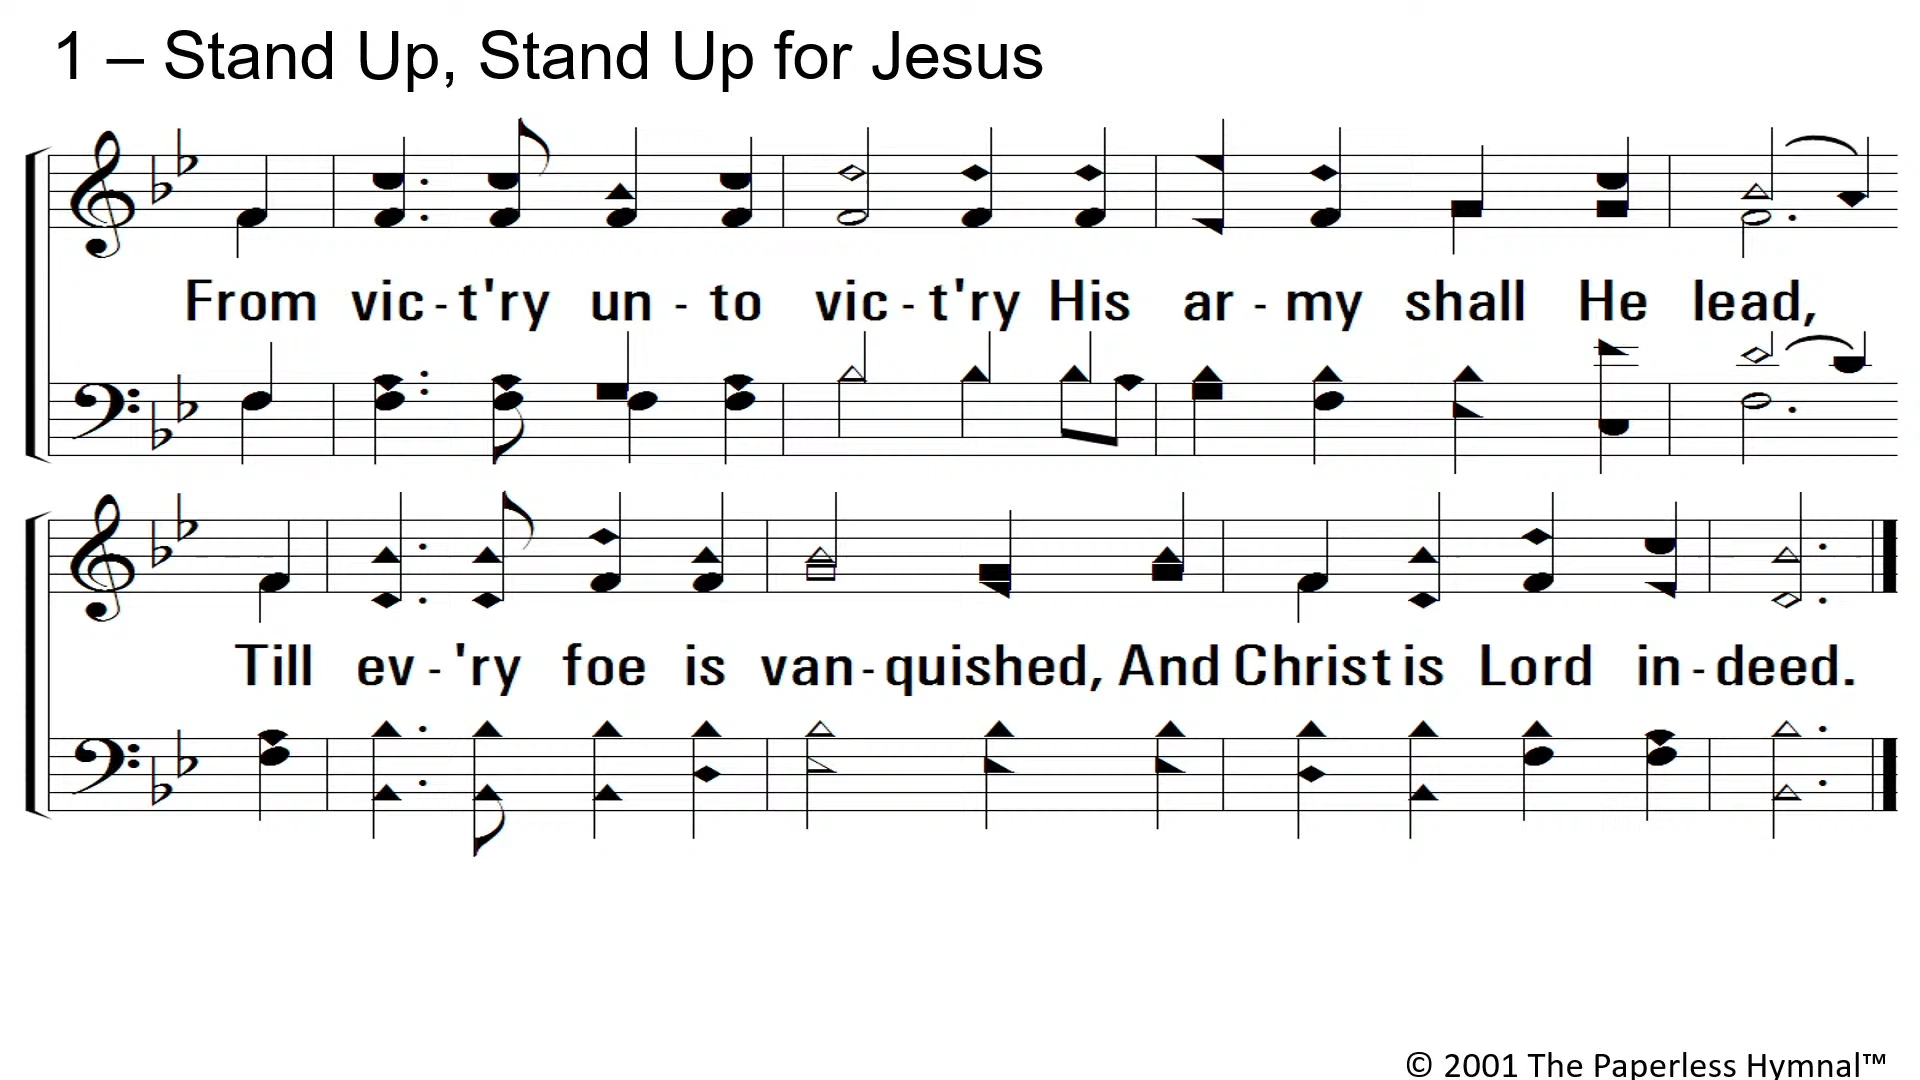 1 – Stand Up, Stand Up for Jesus
From vic-t'ry un-to vic-t'ry His ar-my shall He lead,
Till ev-'ry foe is van-quished, And Christ is Lord in-deed.
© 2001 The Paperless Hymnal™